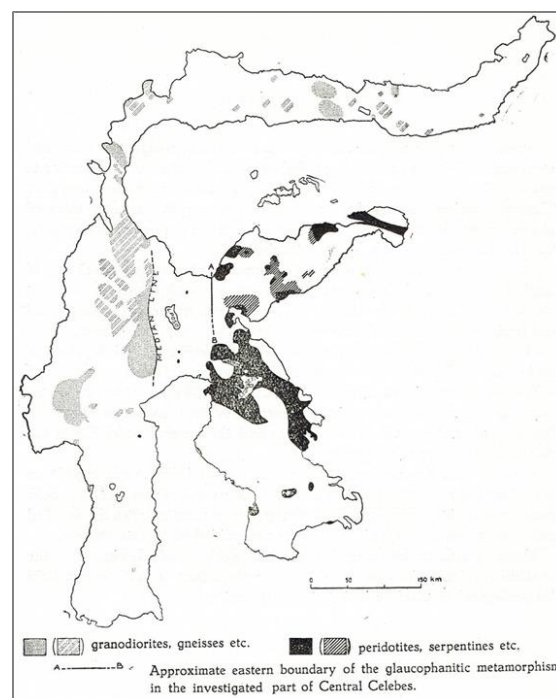 A
B
MEDIAN LINE
0 50 150 km
granodiorites, gneisses etc.
peridotites, serpentines etc.
A B Approximate eastern boundary of the glaucophanitic metamorphism
in the investigated part of Central Celebes.